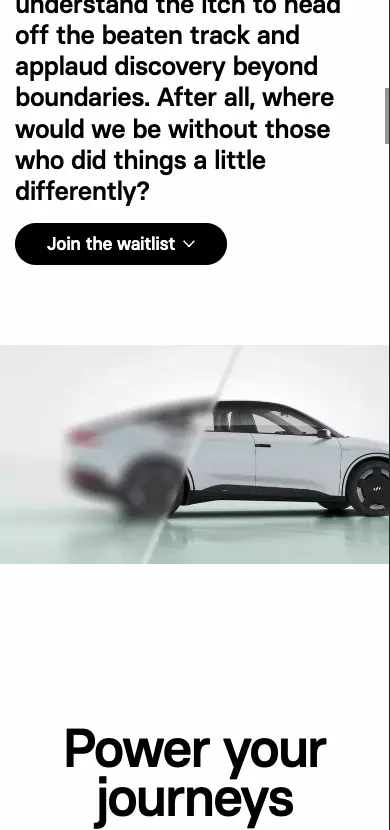 understand the itch to head
off the beaten track and
applaud discovery beyond
boundaries. After all, where
would we be without those
who did things a little
differently?
Join the waitlist
Power your
journeys